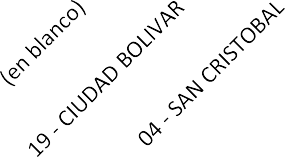 (en blanco)
19 - CIUDAD BOLIVAR
04 - SAN CRISTOBAL